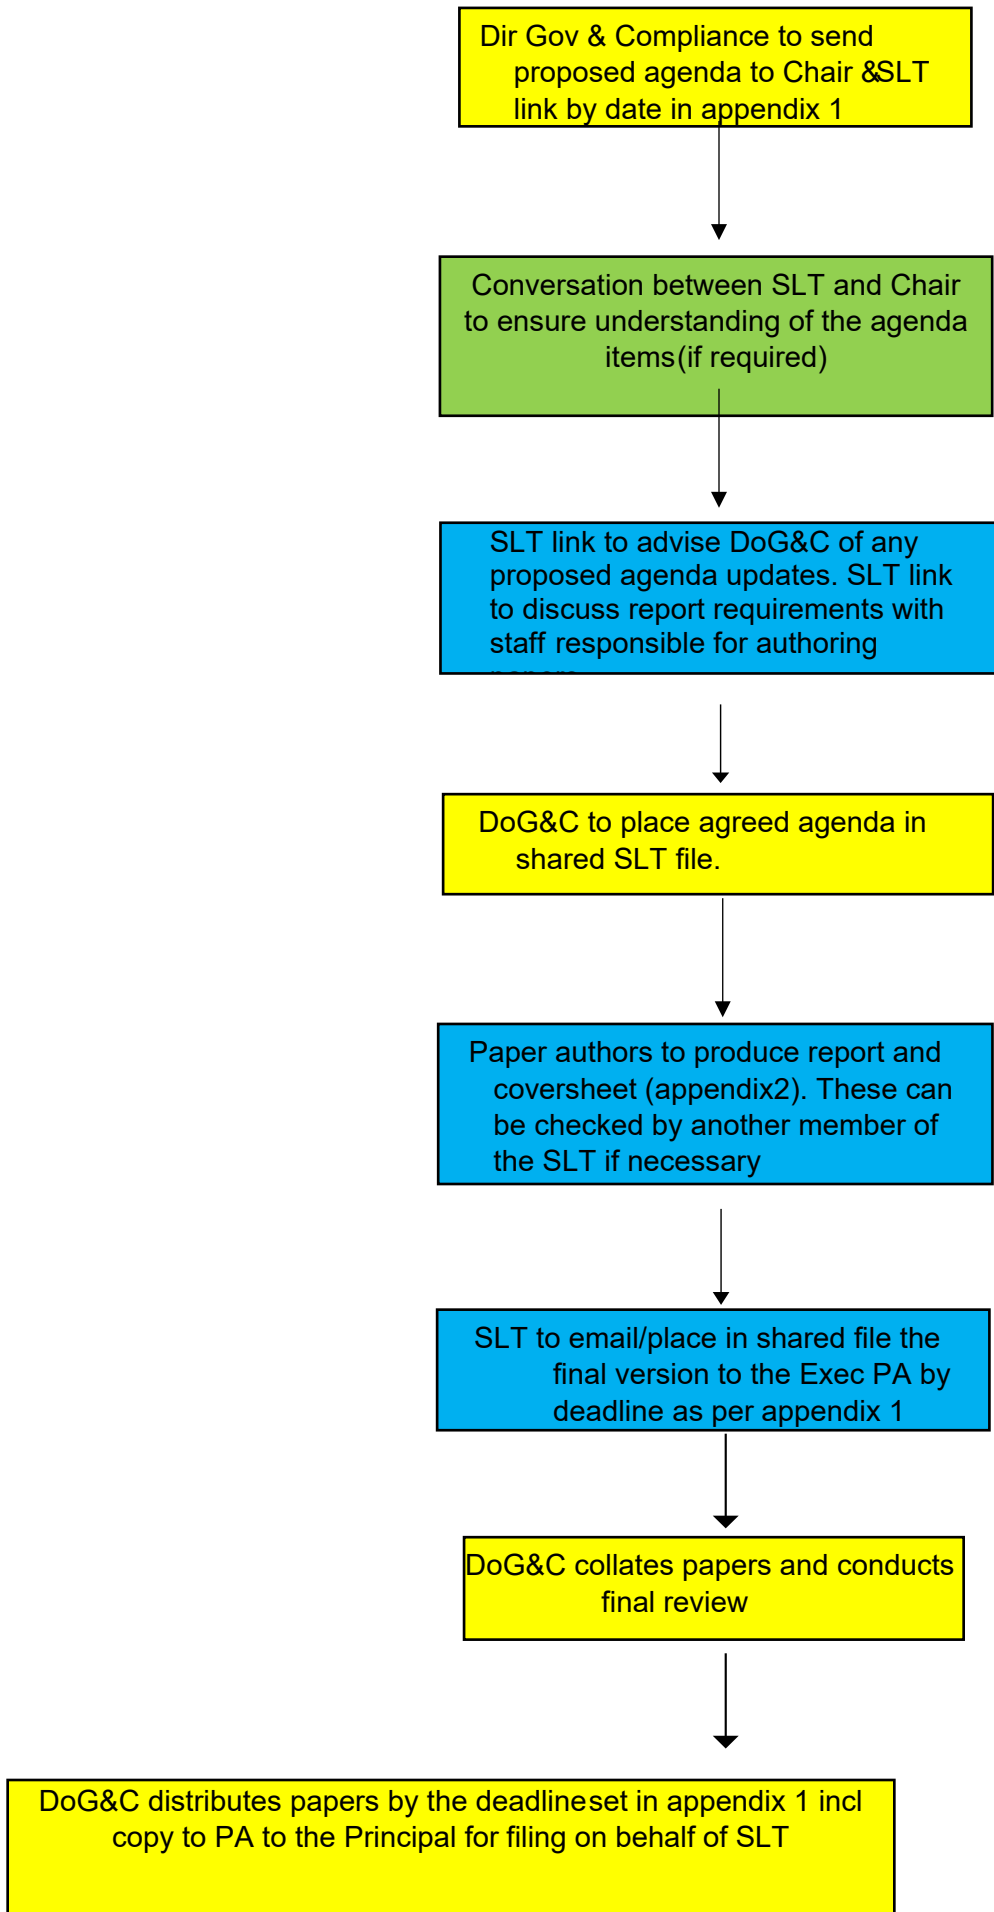 Dir Gov & Compliance to send
proposed agenda to Chair &SLT
link by date in appendix 1
Conversation between SLT and Chair
to ensure understanding of the agenda
items(if required)
SLT link to advise DoG&C of any
proposed agenda updates. SLT link
to discuss report requirements with
staff responsible for authoring
DoG&C to place agreed agenda in
shared SLT file.
Paper authors to produce report and
coversheet (appendix2). These can
be checked by another member of
the SLT if necessary
SLT to email/place in shared file the
final version to the Exec PA by
deadline as per appendix 1
DoG&C collates papers and conducts
final review
DoG&C distributes papers by the deadlineset in appendix 1 incl
copy to PA to the Principal for filing on behalf of SLT